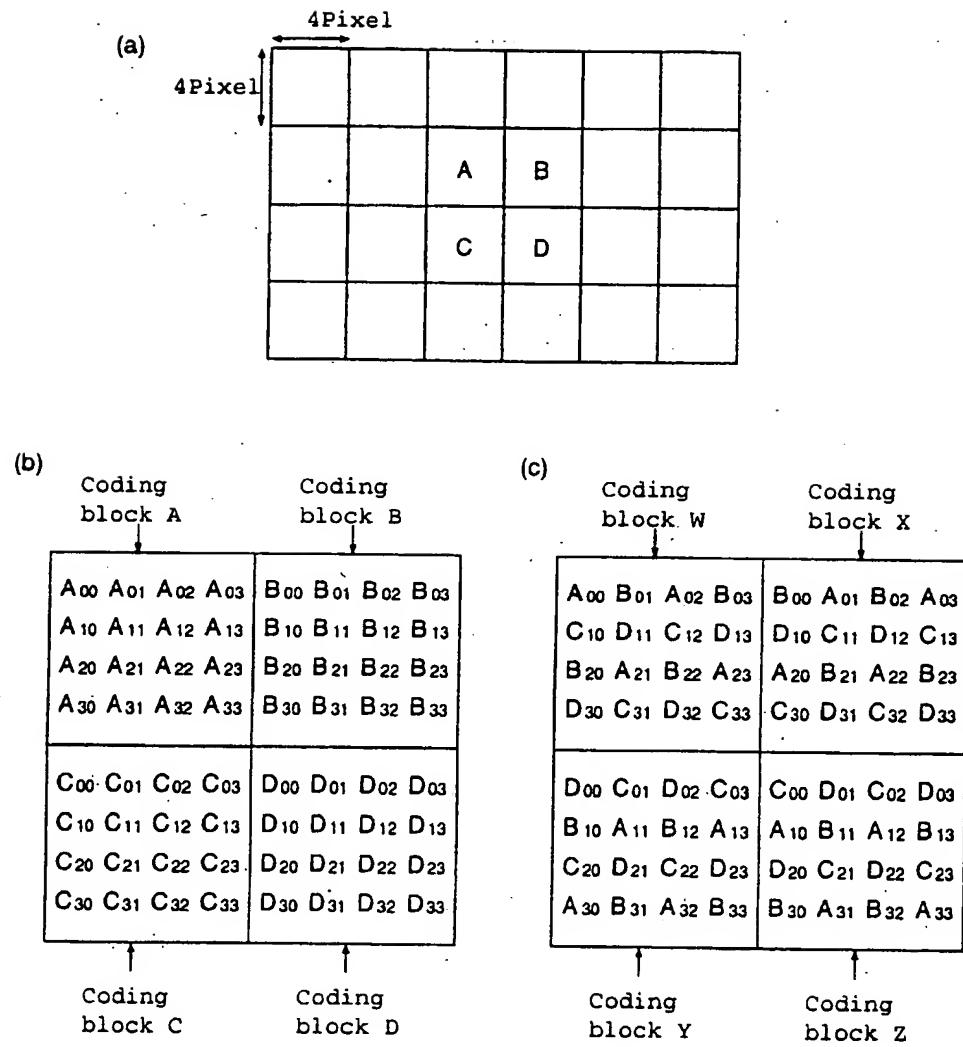 (a)
4Pixel
4Pixel
A B
C D
(b)
Coding block A
Coding block B
A00 A01 A02 A03 B00 B01 B02 B03
A10 A11 A12 A13 B10 B11 B12 B13
A20 A21 A22 A23 B20 B21 B22 B23
A30 A31 A32 A33 B30 B31 B32 B33
C00 C01 C02 C03 D00 D01 D02 D03
C10 C11 C12 C13 D10 D11 D12 D13
C20 C21 C22 C23 D20 D21 D22 D23
C30 C31 C32 C33 D30 D31 D32 D33
Coding block C
Coding block D
(c)
Coding block W
Coding block X
A00 B01 A02 B03 B00 A01 B02 A03
C10 D11 C12 D13 D10 C11 D12 C13
B20 A21 B22 A23 A20 B21 A22 B23
D30 C31 D32 C33 C30 D31 C32 D33
D00 C01 D02 C03 C00 D01 C02 D03
B10 A11 B12 A13 A10 B11 A12 B13
C20 D21 C22 D23 D20 C21 D22 C23
A30 B31 A32 B33 B30 A31 B32 A33
Coding block Y
Coding block Z